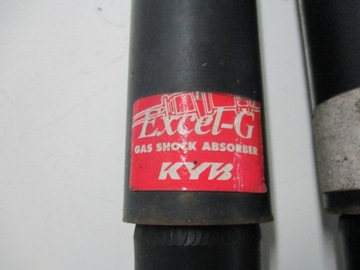 Excel-G
GAS SHOCK ABSORBER
KYB